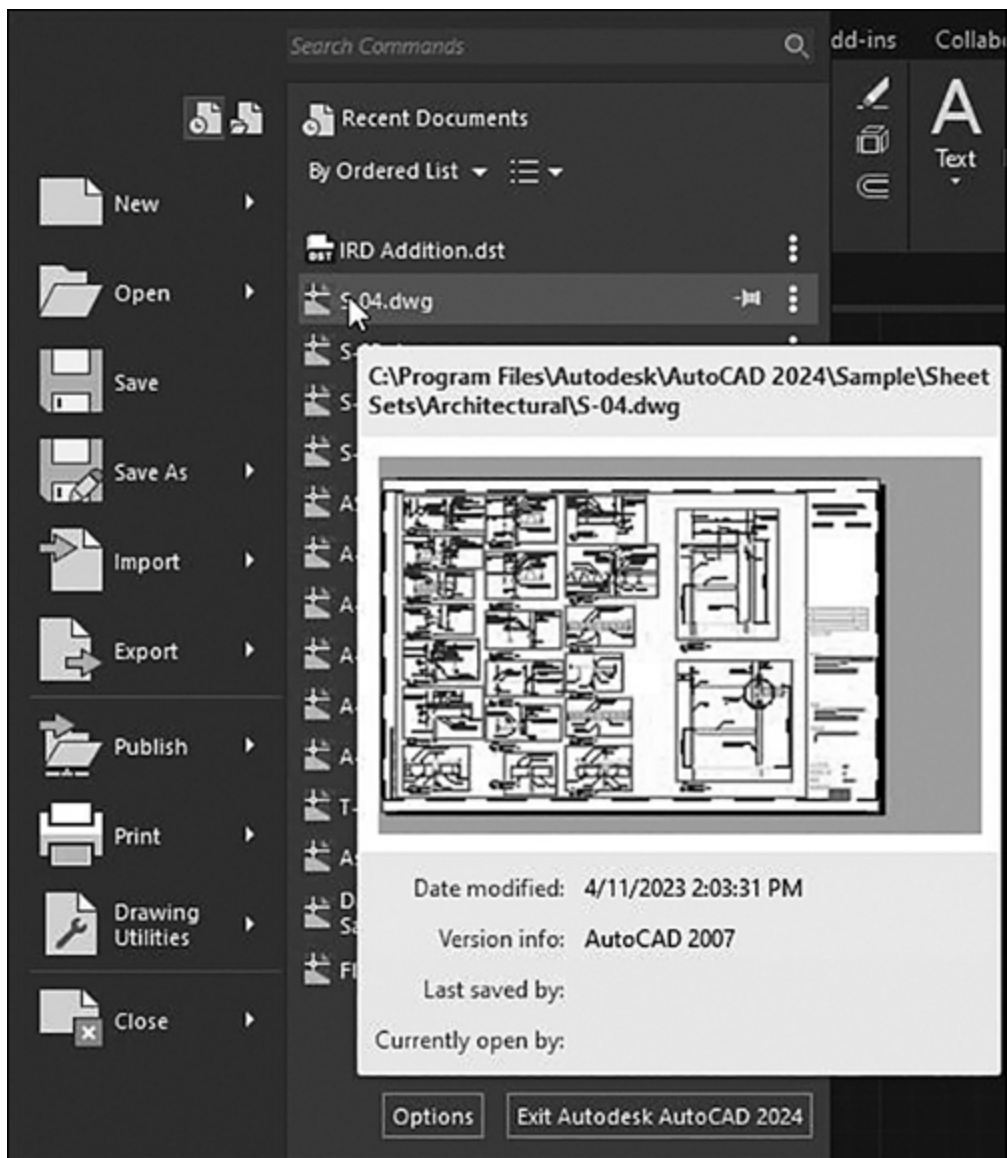 Search Commands
dd-ins
Collab
Recent Documents
By Ordered List
Text
New
IRD Addition.dst
DST
Open
S-04.dwg
S-
C:\Program Files\Autodesk\AutoCAD 2024\Sample\Sheet
Sets\Architectural\S-04.dwg
Save
S-
S-
Save As
A
Import
A-
A-
Export
A-
A-
Publish
A-
T-
Print
A
Date modified: 4/11/2023 2:03:31 PM
Drawing
Utilities
D
Sa
Version info: AutoCAD 2007
Fl
Last saved by:
Close
Currently open by:
Options
Exit Autodesk AutoCAD 2024